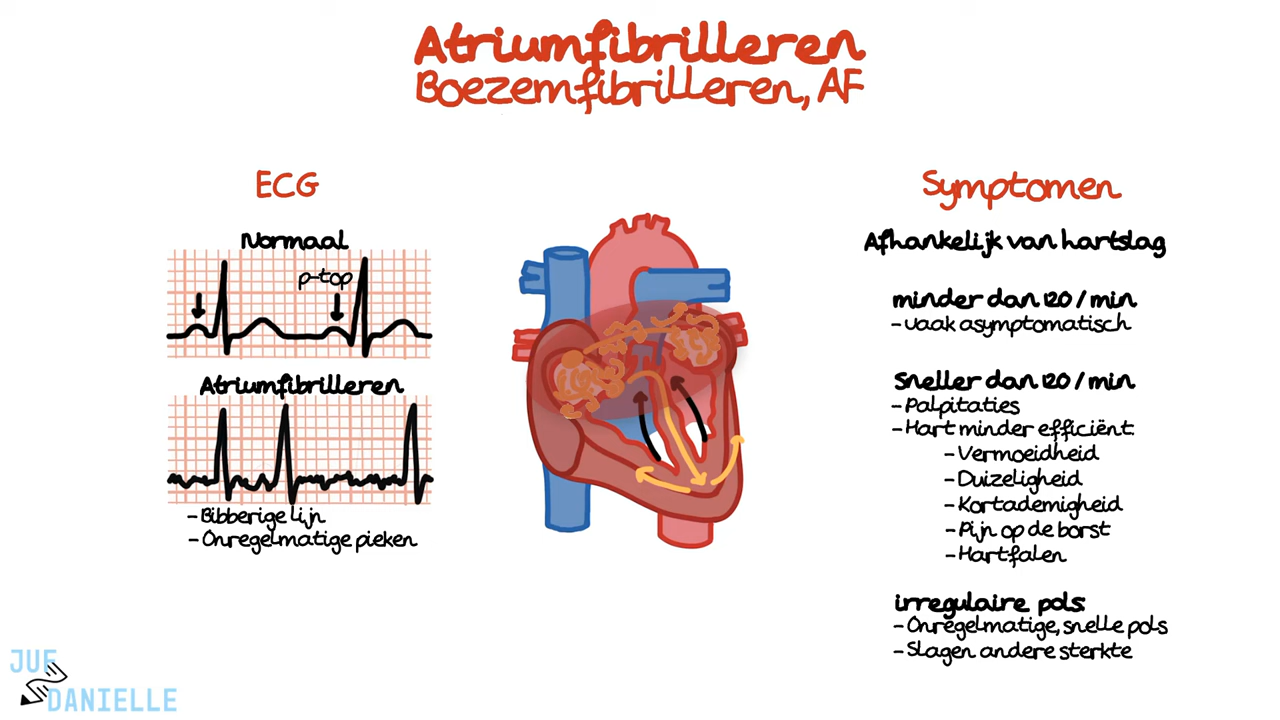 Atriumfibrilleren
Boezemfibrilleren, AF
ECG
Normaal
p-top
Atriumfibrilleren
- Bibberige lijn
- Onregelmatige pieken
Symptomen
Afhankelijk van hartslag
minder dan 120 / min
- vaak asymptomatisch
Sneller dan 120 / min
- Palpitaties
- Hart minder efficiënt:
- Vermoeidheid
- Duizeligheid
- Kortademigheid
- Pijn op de borst
- Hartfalen
irregulaire pols:
- Onregelmatige, snelle pols
- Slagen andere sterkte
JUF
DANIELLE